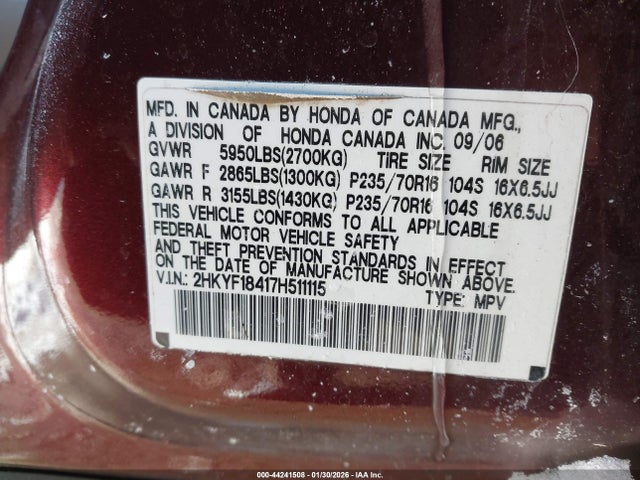 MFD. IN CANADA BY HONDA OF CANADA MFG.,
A DIVISION OF HONDA CANADA INC. 09/06
GVWR 5950LBS(2700KG) TIRE SIZE RIM SIZE
GAWR F 2865LBS(1300KG) P235/70R16 104S 16X6.5JJ
GAWR R 3155LBS(1430KG) P235/70R16 104S 16X6.5JJ
THIS VEHICLE CONFORMS TO ALL APPLICABLE
FEDERAL MOTOR VEHICLE SAFETY
AND THEFT PREVENTION STANDARDS IN EFFECT
ON THE DATE OF MANUFACTURE SHOWN ABOVE.
V.I.N.: 2HKYF18417H511115 TYPE: MPV
000-44241508 - 01/30/2026 - IAA Inc.